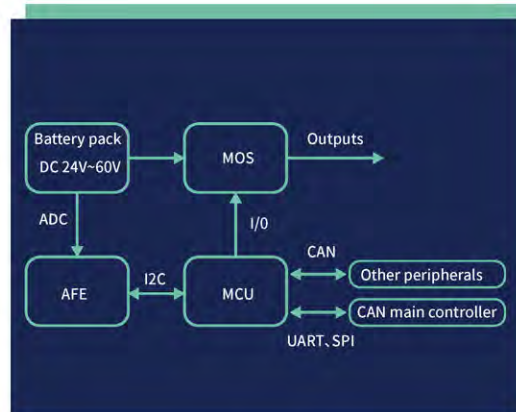 Battery pack
DC 24V~60V
MOS
Outputs
ADC
I/0
CAN
AFE
I2C
MCU
Other peripherals
CAN main controller
UART、SPI